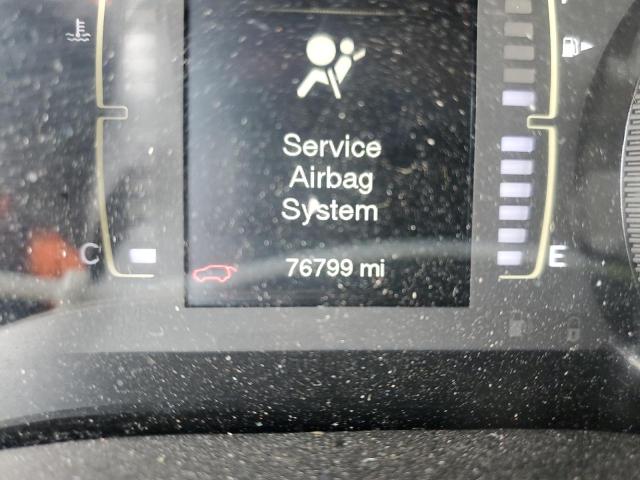 Service
Airbag
System
C
76799 mi
E